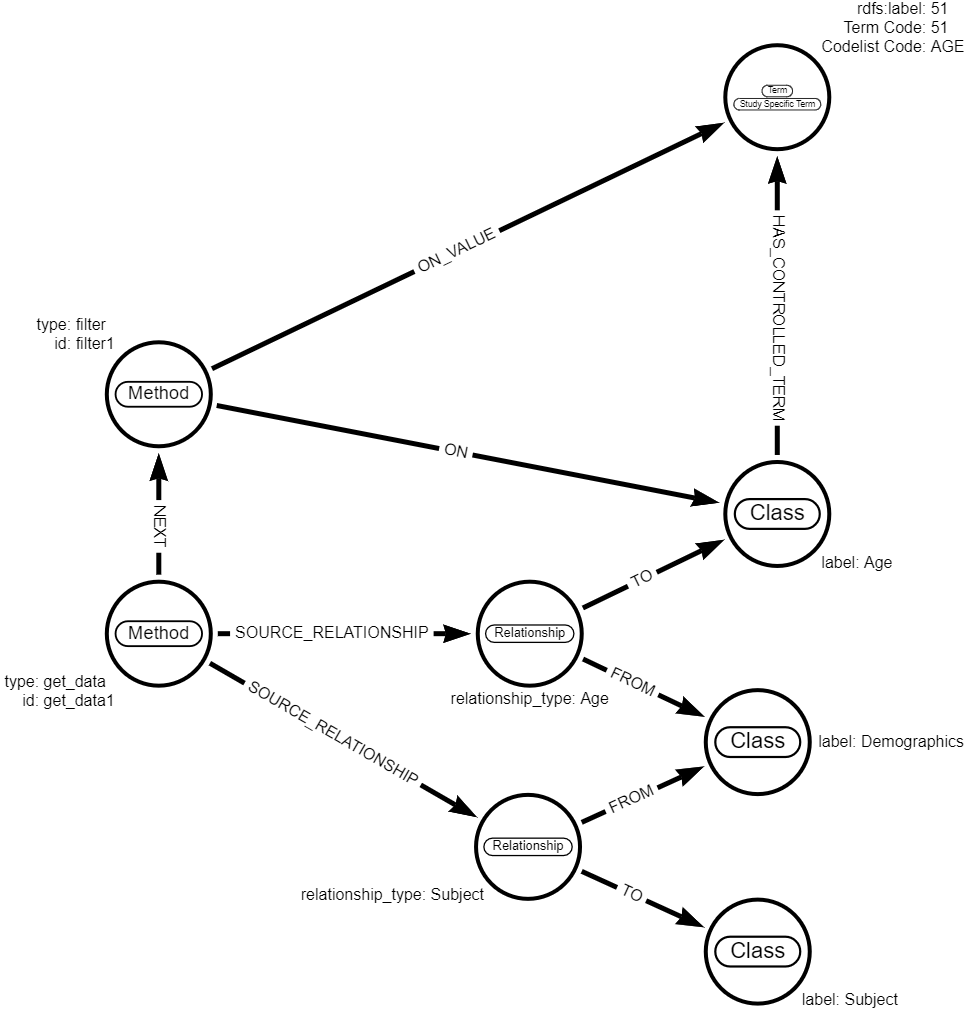 rdfs:label: 51
Term Code: 51
Codelist Code: AGE
Term
Study Specific Term
ON_VALUE
HAS_CONTROLLED_TERM
type: filter
id: filter1
Method
ON
Class
label: Age
NEXT
TO
Method
SOURCE_RELATIONSHIP
Relationship
type: get_data
id: get_data1
relationship_type: Age
FROM
SOURCE_RELATIONSHIP
Class
label: Demographics
FROM
Relationship
relationship_type: Subject
TO
Class
label: Subject